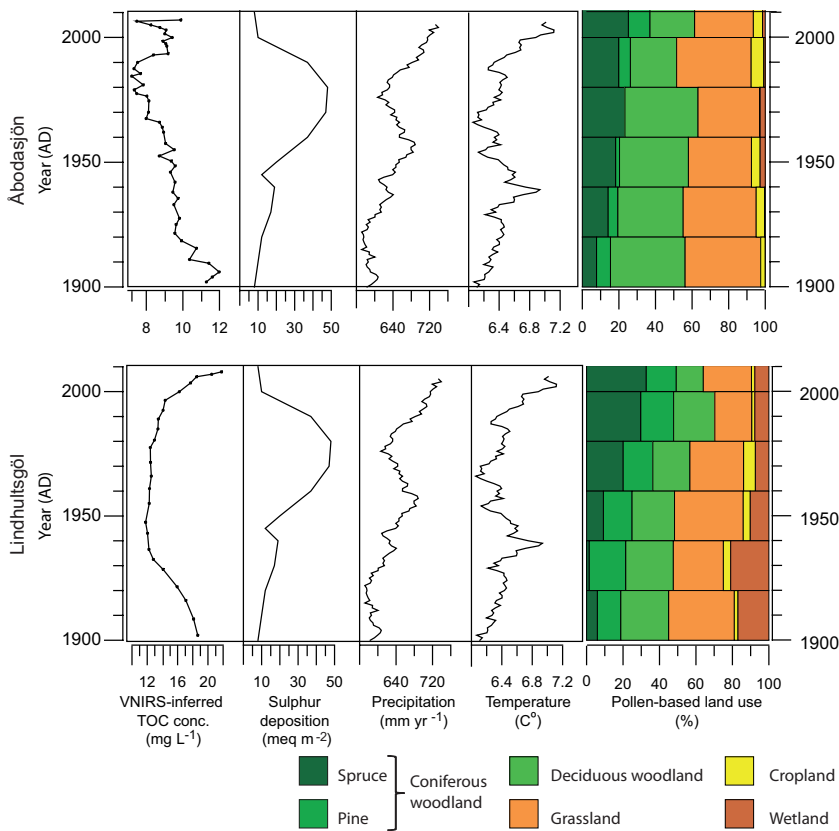 Åbodasjön
Year (AD)
2000
1950
1900
2000
1950
1900
8 10 12
10 30 50
640 720
6.4 6.8 7.2
0 20 40 60 80 100
Lindhultsgöl
Year (AD)
2000
1950
1900
2000
1950
1900
12 14 16 18 20
10 30 50
640 720
6.4 6.8 7.2
0 20 40 60 80 100
VNIRS-inferred
TOC conc.
(mg L-1)
Sulphur
deposition
(meq m-2)
Precipitation
(mm yr -1)
Temperature
(Cº)
Pollen-based land use
(%)
Spruce
Pine
Coniferous
woodland
Deciduous woodland
Grassland
Cropland
Wetland